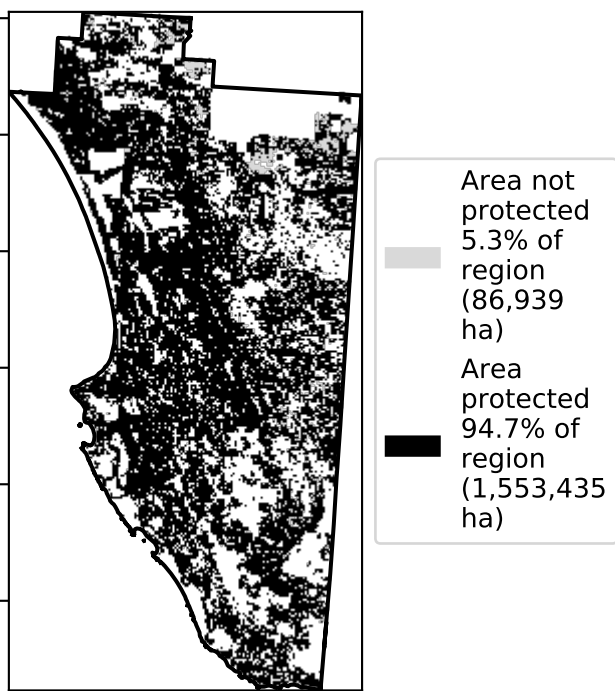 Area not
protected
5.3% of
region
(86,939
ha)
Area
protected
94.7% of
region
(1,553,435
ha)